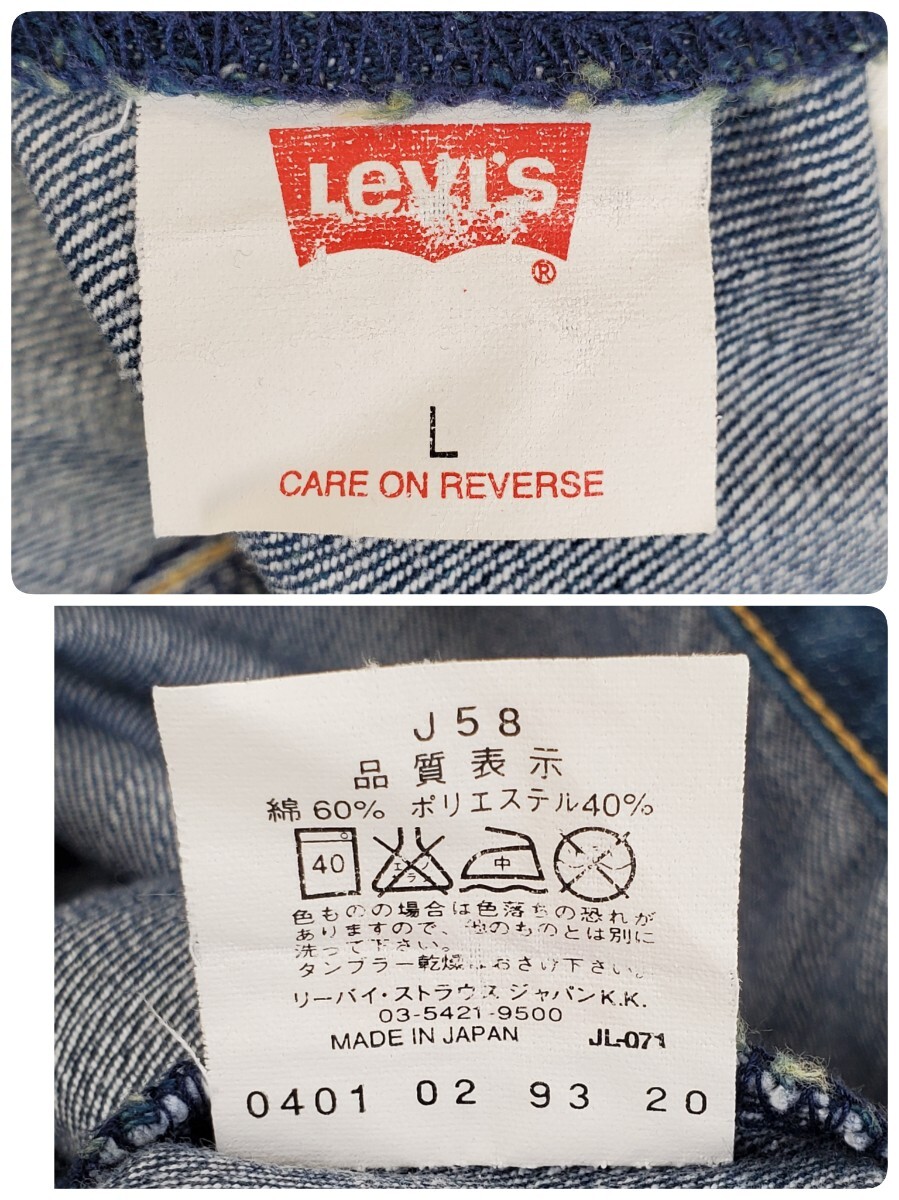 Levi's
®
L
CARE ON REVERSE
J58
品質表示
綿 60% ポリエステル40%
40 エンソ ラ 中
色ものの場合は色落ちの恐れが
ありますので、他のものとは別に
洗って下さい。
タンブラー乾燥はおさけ下さい。
リーバイ・ストラウス ジャパンK.K.
03-5421-9500
MADE IN JAPAN JL-071
0401 02 93 20